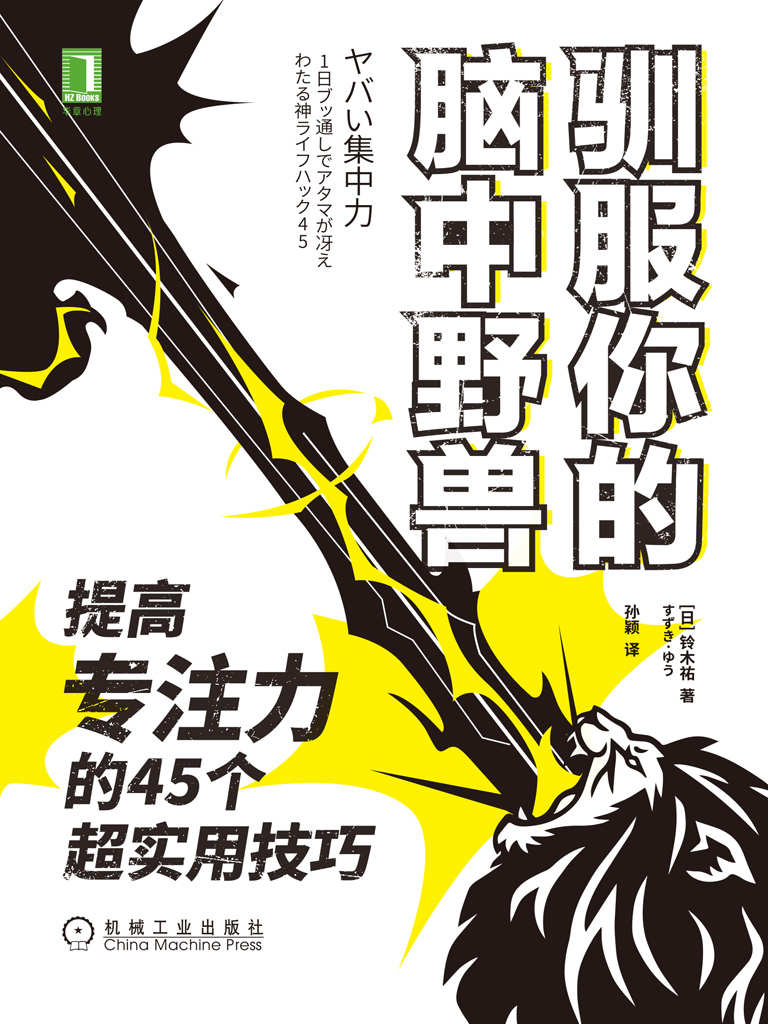 驯服你的
脑中野兽
ヤバい集中力
1日ブッ通しでアタマが冴え
わたる神ライフハック45
HZ Books
华章心理
[日] 铃木祐 著
すずき・ゆう
孙颖 译
提高
专注力
的45个
超实用技巧
机械工业出版社
China Machine Press